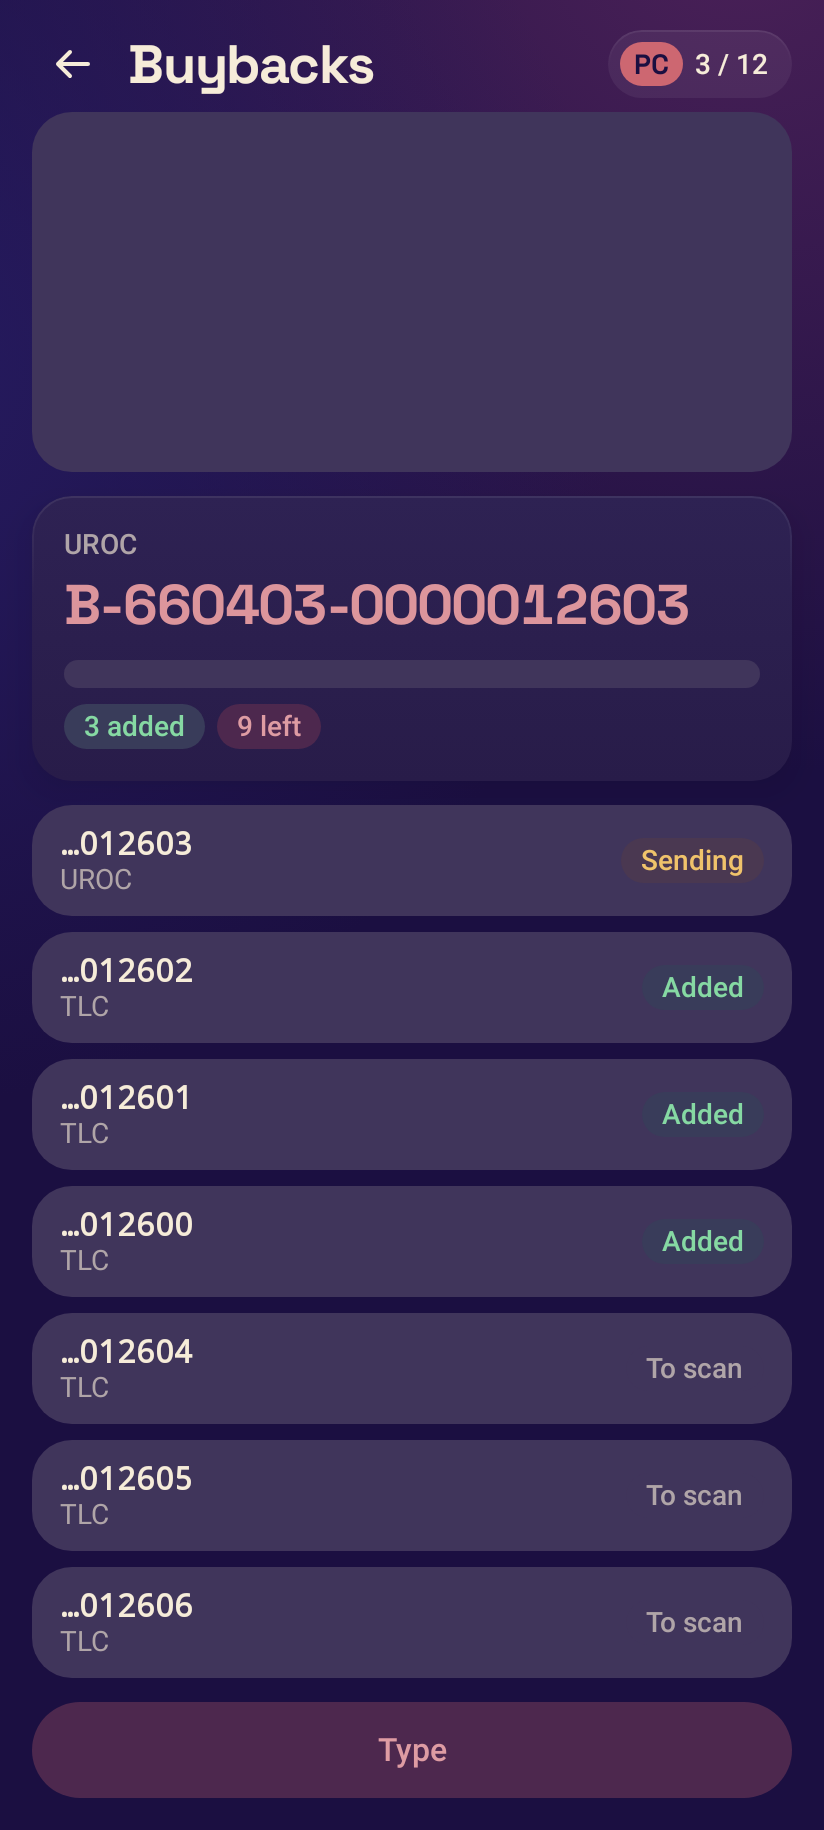 Buybacks
PC 3 / 12
UROC
B-660403-0000012603
3 added 9 left
…012603
UROC
Sending
…012602
TLC
Added
…012601
TLC
Added
…012600
TLC
Added
…012604
TLC
To scan
…012605
TLC
To scan
…012606
TLC
To scan
Type